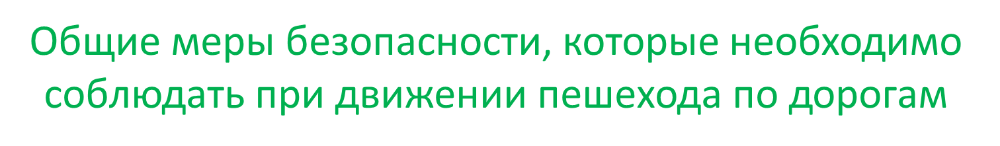 Общие меры безопасности, которые необходимо
соблюдать при движении пешехода по дорогам